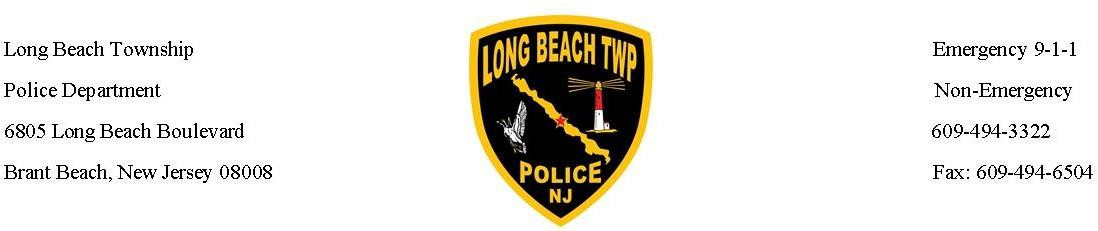 Long Beach Township
Police Department
6805 Long Beach Boulevard
Brant Beach, New Jersey 08008
LONG BEACH TWP
POLICE
NJ
Emergency 9-1-1
Non-Emergency
609-494-3322
Fax: 609-494-6504